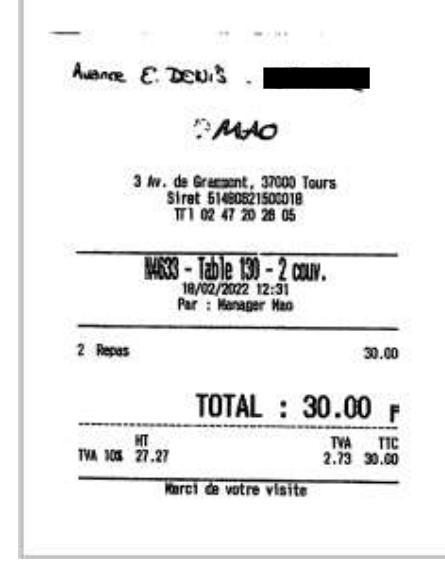 Avance E. DENIS .
MAO
3 Av. de Grammont, 37000 Tours
Siret 51480821500018
Tl 02 47 20 28 05
N4633 - Table 130 - 2 couv.
18/02/2022 12:31
Par : Manager Mao
2 Repas 30.00
TOTAL : 30.00
HT TVA TTC
TVA 10% 27.27 2.73 30.00
Merci de votre visite